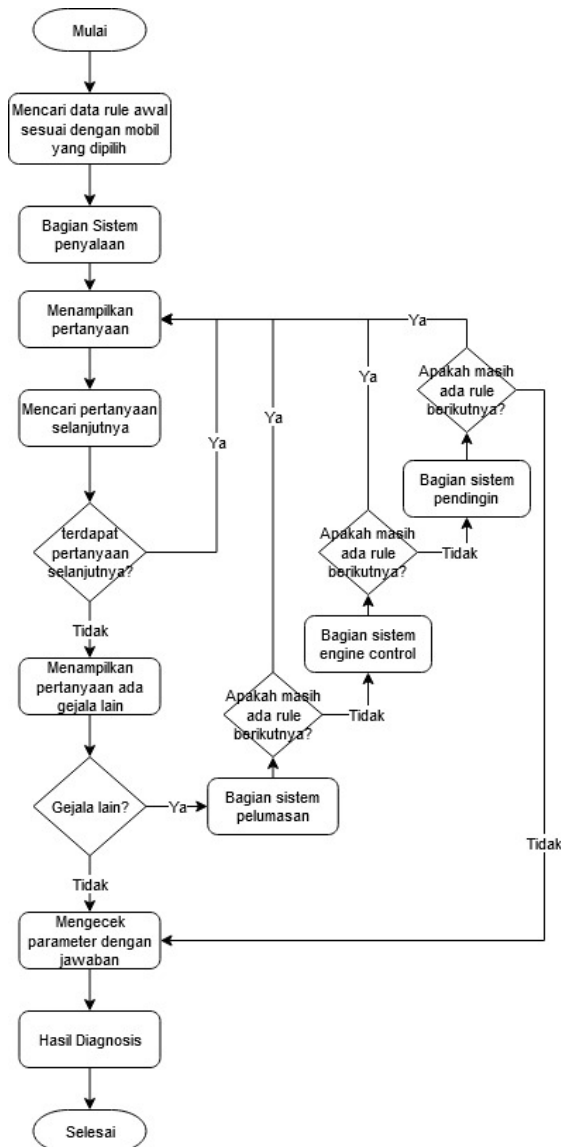 Mulai
Mencari data rule awal
sesuai dengan mobil
yang dipilih
Bagian Sistem
penyalaan
Menampilkan
pertanyaan
Ya
Apakah masih
ada rule
berikutnya?
Mencari pertanyaan
selanjutnya
Ya
Ya
Ya
Bagian sistem
pendingin
terdapat
pertanyaan
selanjutnya?
Apakah masih
ada rule
berikutnya?
Tidak
Tidak
Bagian sistem
engine control
Menampilkan
pertanyaan ada
gejala lain
Apakah masih
ada rule
berikutnya?
Tidak
Gejala lain?
Ya
Bagian sistem
pelumasan
Tidak
Tidak
Mengecek
parameter dengan
jawaban
Hasil Diagnosis
Selesai